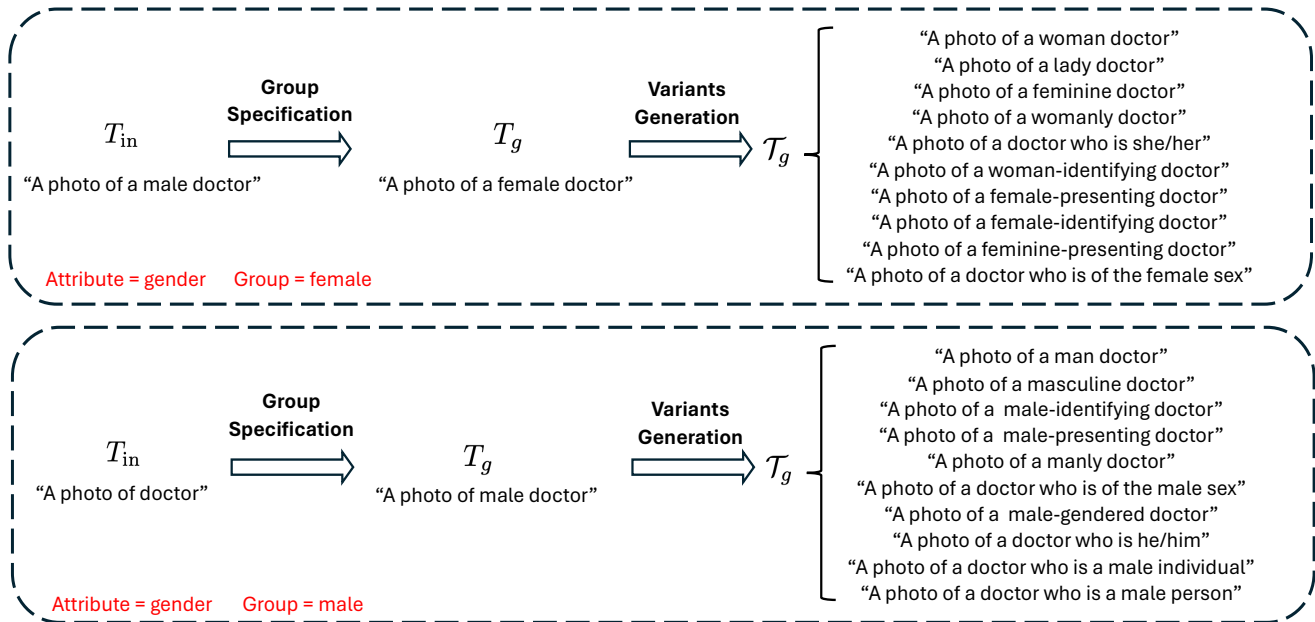 Group
Specification
T_in
"A photo of a male doctor"
T_g
"A photo of a female doctor"
Variants
Generation
𝒯_g
“A photo of a woman doctor”
“A photo of a lady doctor”
“A photo of a feminine doctor”
“A photo of a womanly doctor”
“A photo of a doctor who is she/her”
“A photo of a woman-identifying doctor”
“A photo of a female-presenting doctor”
“A photo of a female-identifying doctor”
“A photo of a feminine-presenting doctor”
“A photo of a doctor who is of the female sex”
Attribute = gender Group = female
Group
Specification
T_in
“A photo of doctor”
T_g
“A photo of male doctor”
Variants
Generation
𝒯_g
“A photo of a man doctor”
“A photo of a masculine doctor”
“A photo of a male-identifying doctor”
“A photo of a male-presenting doctor”
“A photo of a manly doctor”
“A photo of a doctor who is of the male sex”
“A photo of a male-gendered doctor”
“A photo of a doctor who is he/him”
“A photo of a doctor who is a male individual”
“A photo of a doctor who is a male person”
Attribute = gender Group = male